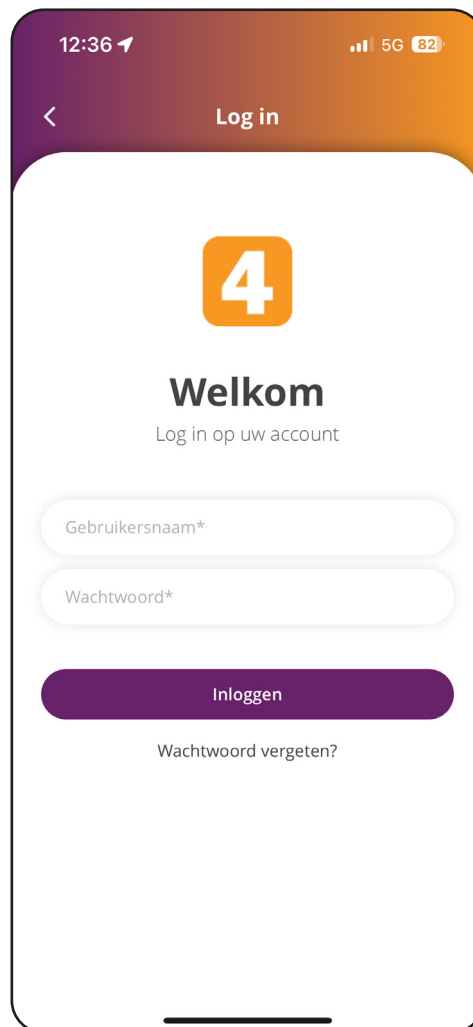 12:36 5G 82
Log in
4
Welkom
Log in op uw account
Gebruikersnaam*
Wachtwoord*
Inloggen
Wachtwoord vergeten?